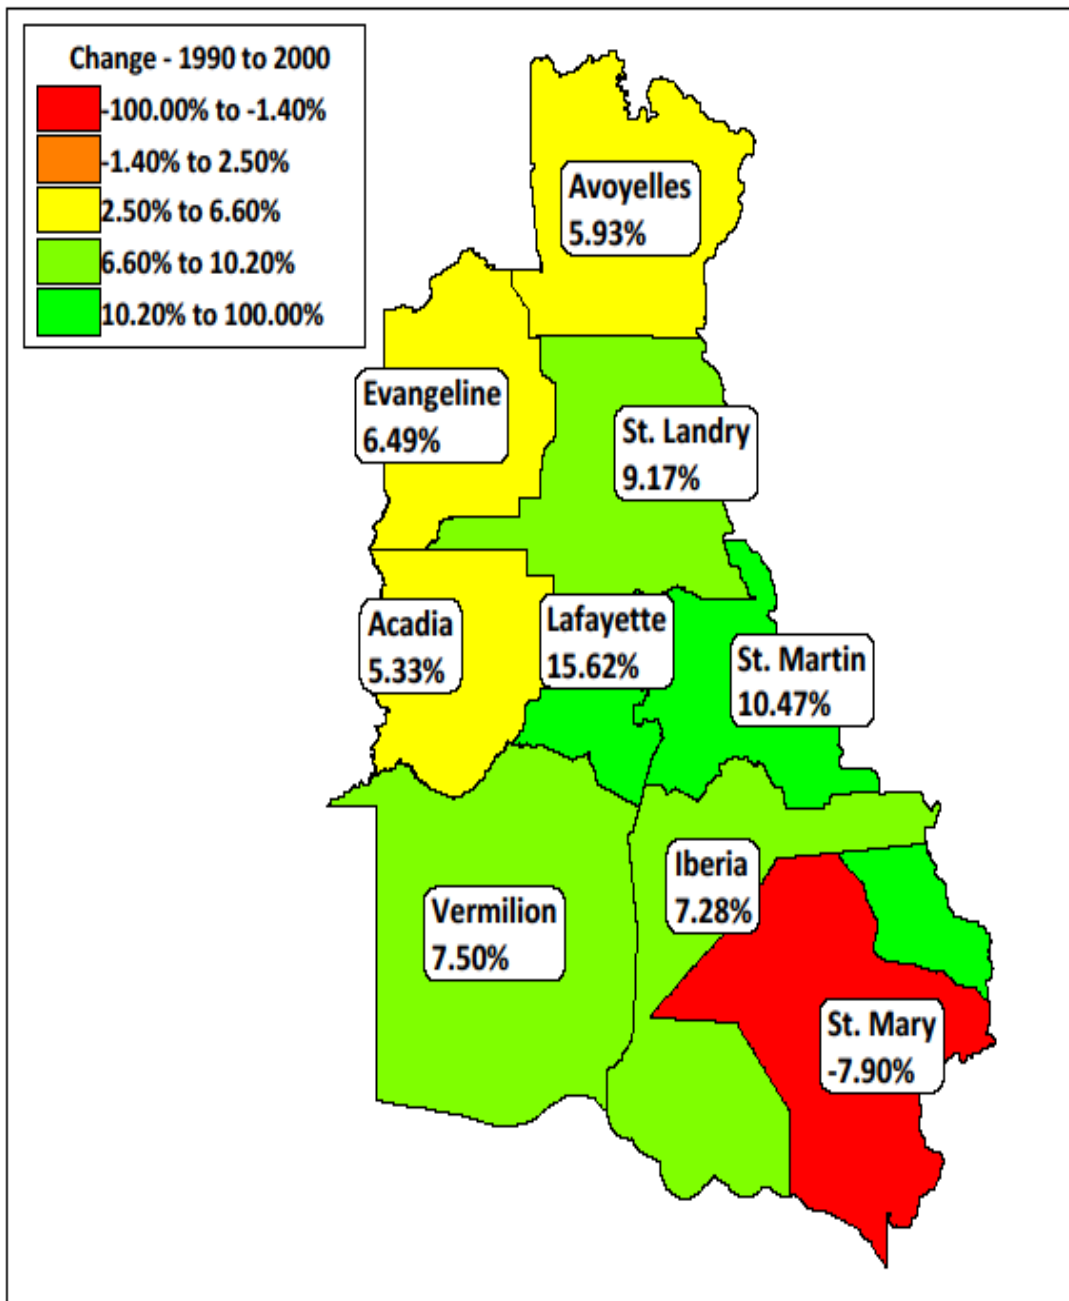 Change - 1990 to 2000
-100.00% to -1.40%
-1.40% to 2.50%
2.50% to 6.60%
6.60% to 10.20%
10.20% to 100.00%
Avoyelles
5.93%
Evangeline
6.49%
St. Landry
9.17%
Acadia
5.33%
Lafayette
15.62%
St. Martin
10.47%
Iberia
7.28%
Vermilion
7.50%
St. Mary
-7.90%